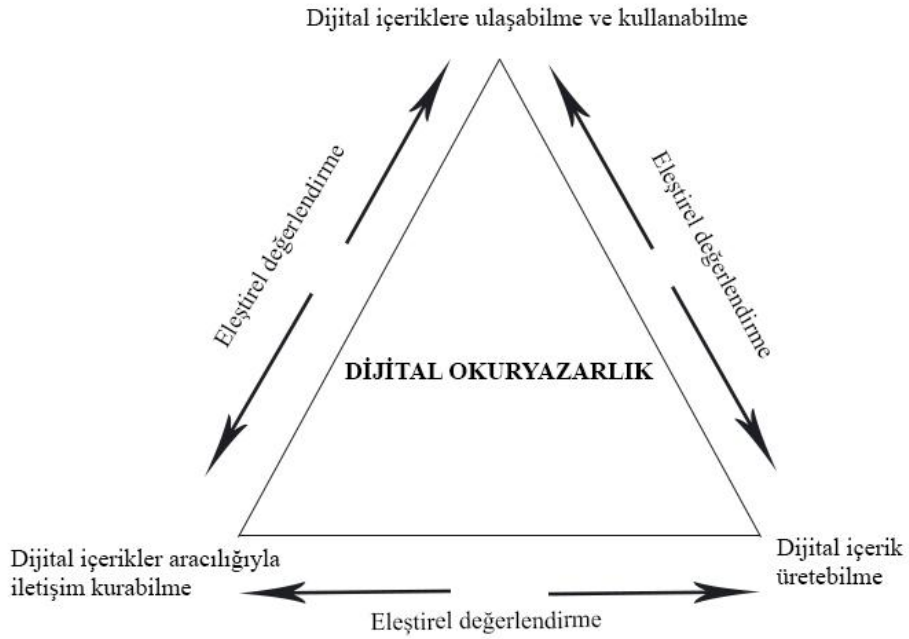 Dijital içeriklere ulaşabilme ve kullanabilme
Eleştirel değerlendirme
Eleştirel değerlendirme
DİJİTAL OKURYAZARLIK
Dijital içerikler aracılığıyla
iletişim kurabilme
Dijital içerik
üretebilme
Eleştirel değerlendirme